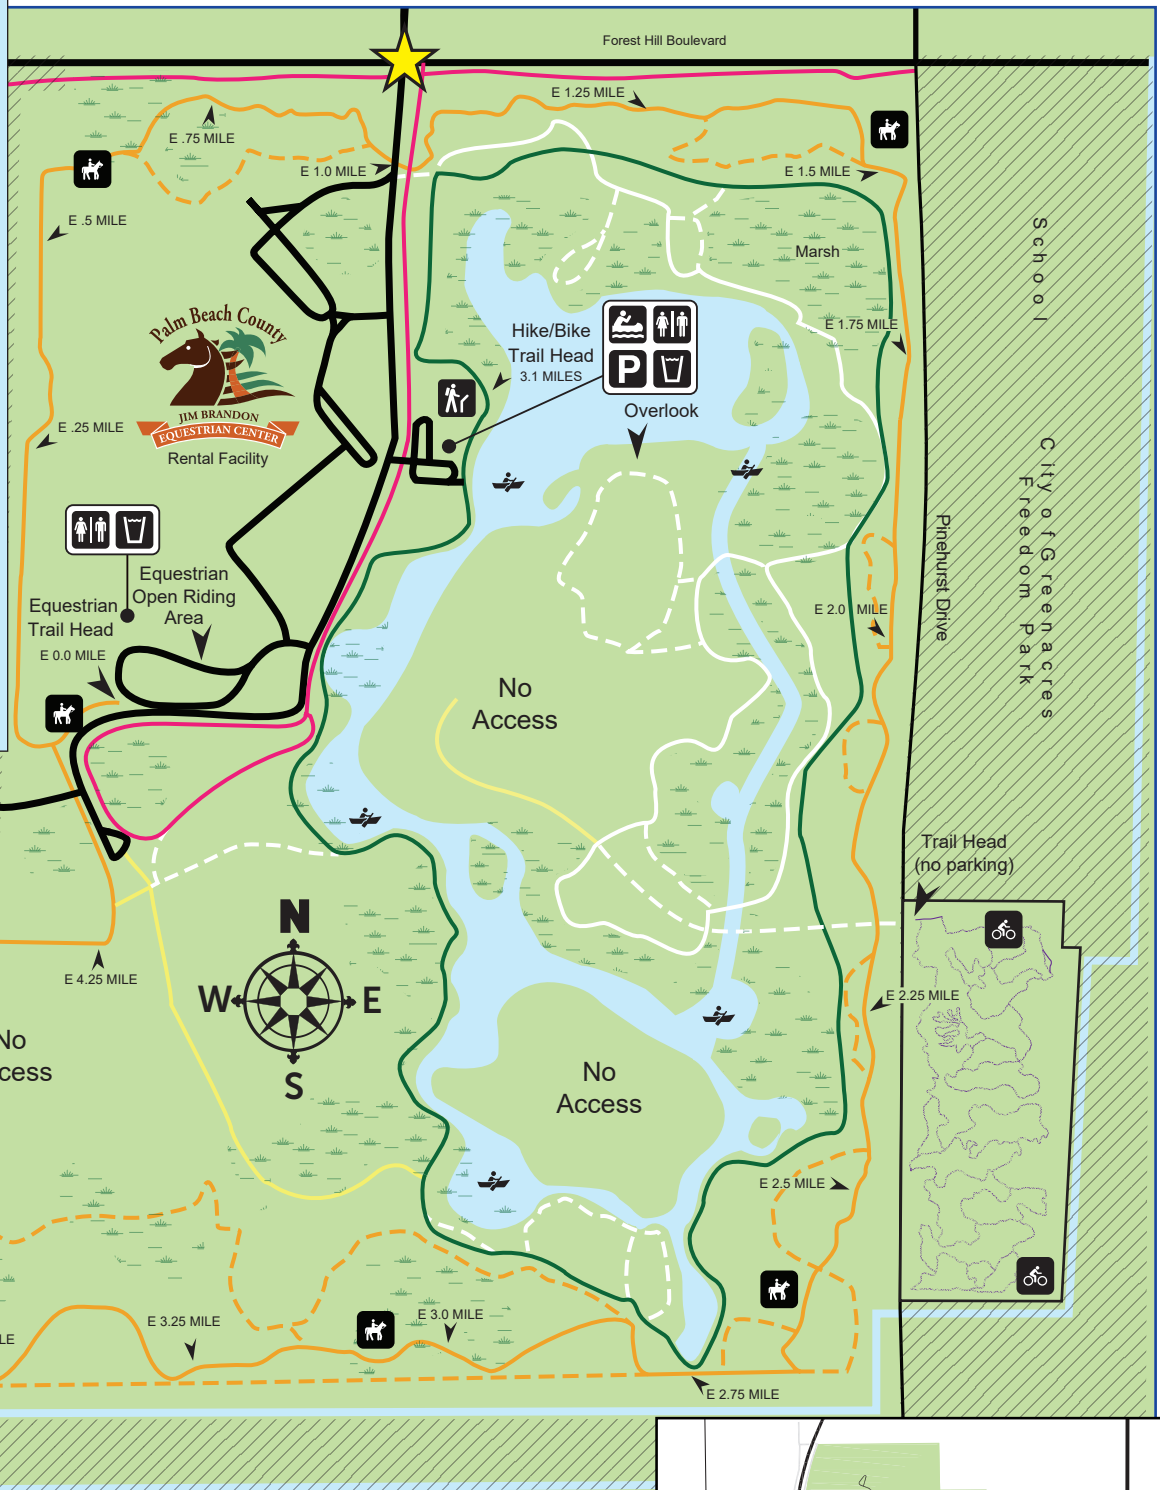 Forest Hill Boulevard
E 1.25 MILE
E .75 MILE
E 1.0 MILE
E 1.5 MILE
E .5 MILE
School
Marsh
Palm Beach County
JIM BRANDON
EQUESTRIAN CENTER
Rental Facility
Hike/Bike
Trail Head
3.1 MILES
P
Overlook
E 1.75 MILE
E .25 MILE
City of Greenacres
Freedom Park
Pinehurst Drive
Equestrian
Open Riding
Area
Equestrian
Trail Head
E 0.0 MILE
E 2.0 MILE
No
Access
Trail Head
(no parking)
N
W
E
S
E 4.25 MILE
E 2.25 MILE
No
cess
No
Access
E 2.5 MILE
E 3.25 MILE
E 3.0 MILE
LE
E 2.75 MILE